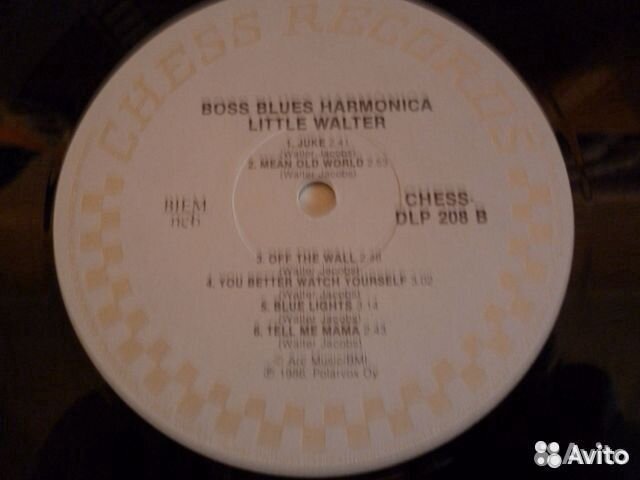 CHESS RECORDS
BOSS BLUES HARMONICA
LITTLE WALTER
1. JUKE 2.41
(Walter Jacobs)
2. MEAN OLD WORLD 2.53
(Walter Jacobs)
BIEM
ncb
CHESS-
DLP 208 B
3. OFF THE WALL 2.48
(Walter Jacobs)
4. YOU BETTER WATCH YOURSELF 3.02
(Walter Jacobs)
5. BLUE LIGHTS 3.14
(Walter Jacobs)
6. TELL ME MAMA 2.43
(Walter Jacobs)
© Arc Music/BMI
℗ 1986, Polarvox Oy
Avito